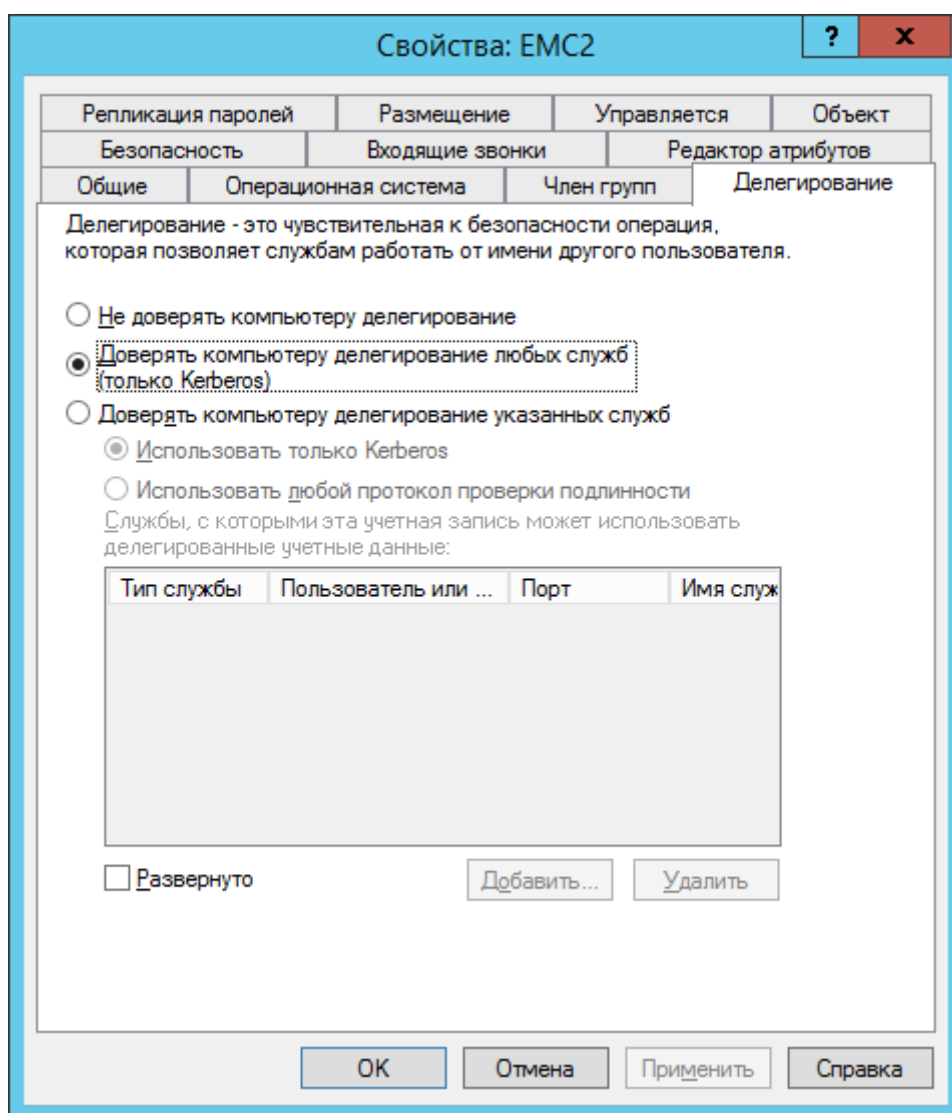 Свойства: EMC2
?
x
Репликация паролей
Размещение
Управляется
Объект
Безопасность
Входящие звонки
Редактор атрибутов
Общие
Операционная система
Член групп
Делегирование
Делегирование - это чувствительная к безопасности операция,
которая позволяет службам работать от имени другого пользователя.
Не доверять компьютеру делегирование
Доверять компьютеру делегирование любых служб
(только Kerberos)
Доверять компьютеру делегирование указанных служб
Использовать только Kerberos
Использовать любой протокол проверки подлинности
Службы, с которыми эта учетная запись может использовать
делегированные учетные данные:
Тип службы
Пользователь или ...
Порт
Имя служ
Развернуто
Добавить...
Удалить
OK
Отмена
Применить
Справка